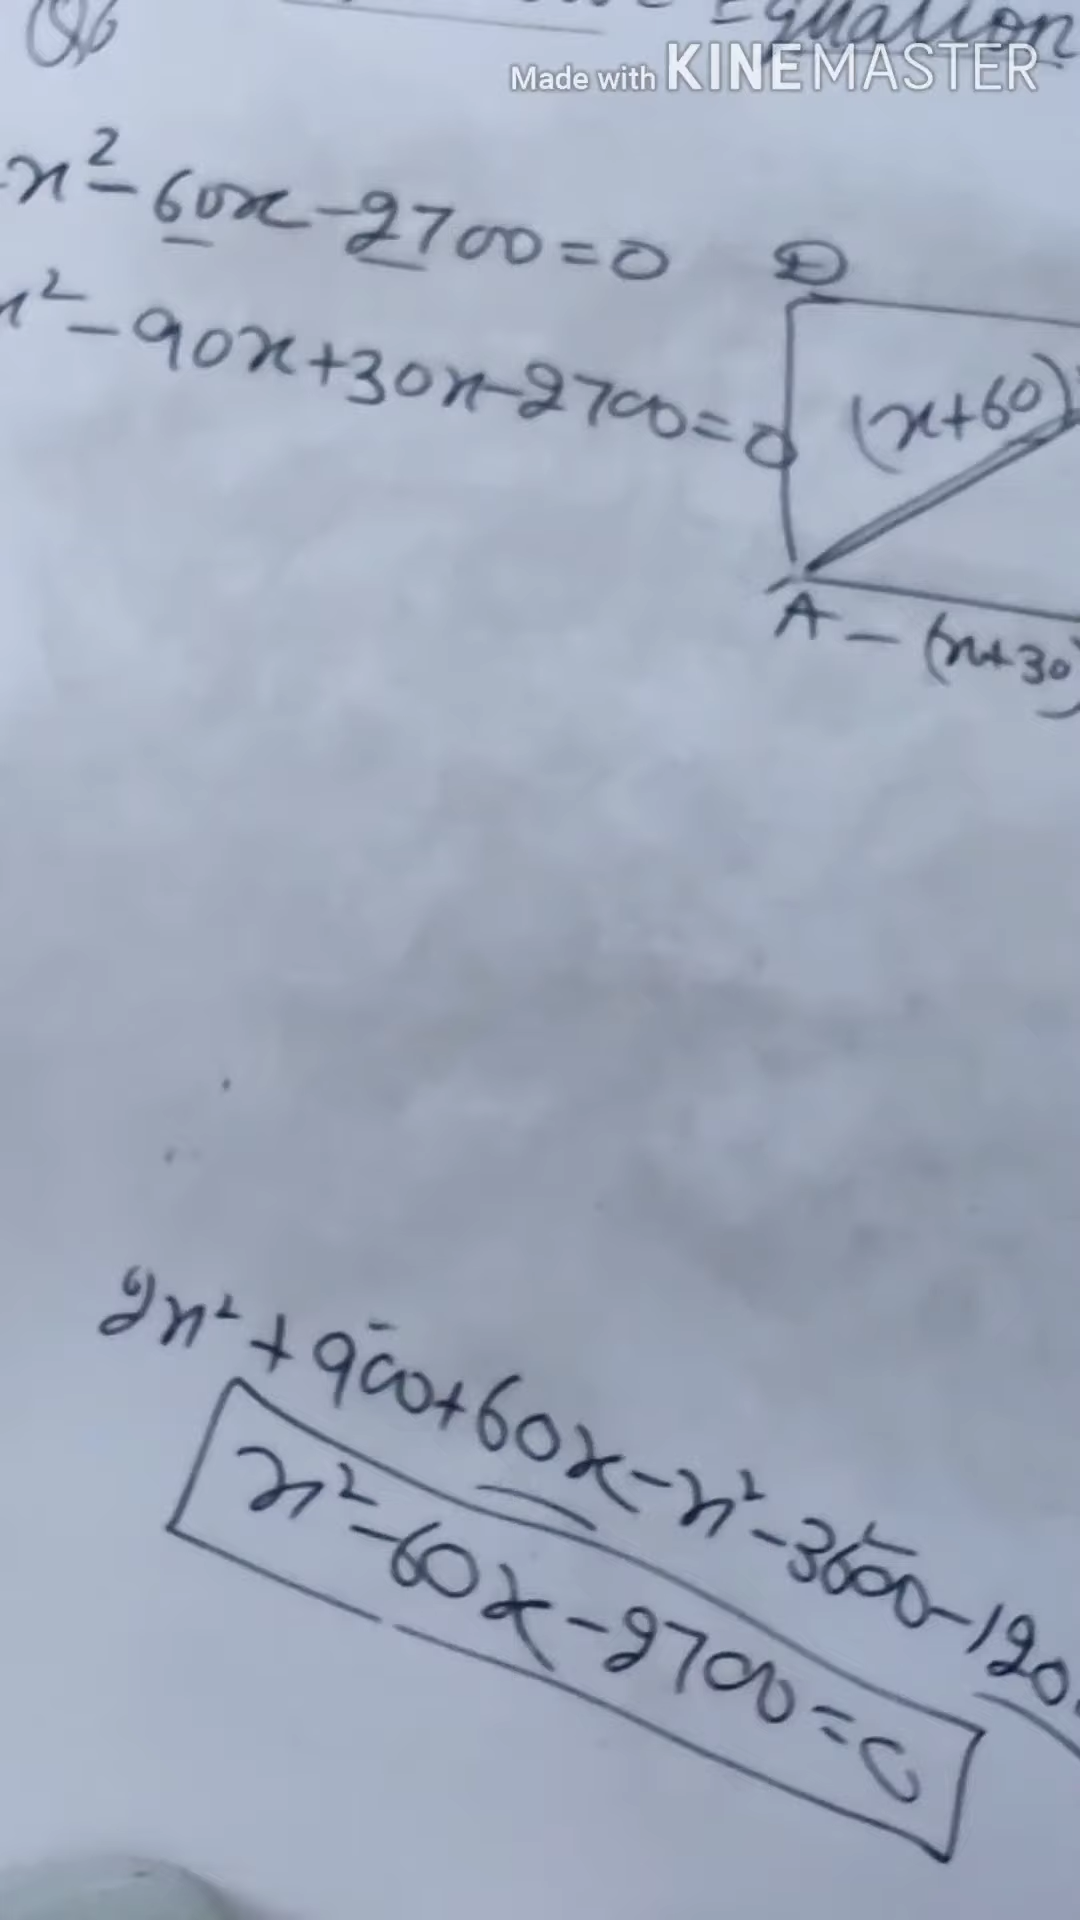 Q6
Equation
Made with KINEMASTER
x² - 60x - 2700 = 0
x² - 90x + 30x - 2700 = 0
D
(x+60)
A - (x+30)
2x² + 900 + 60x - x² - 3600 - 120
x² - 60x - 2700 = 0